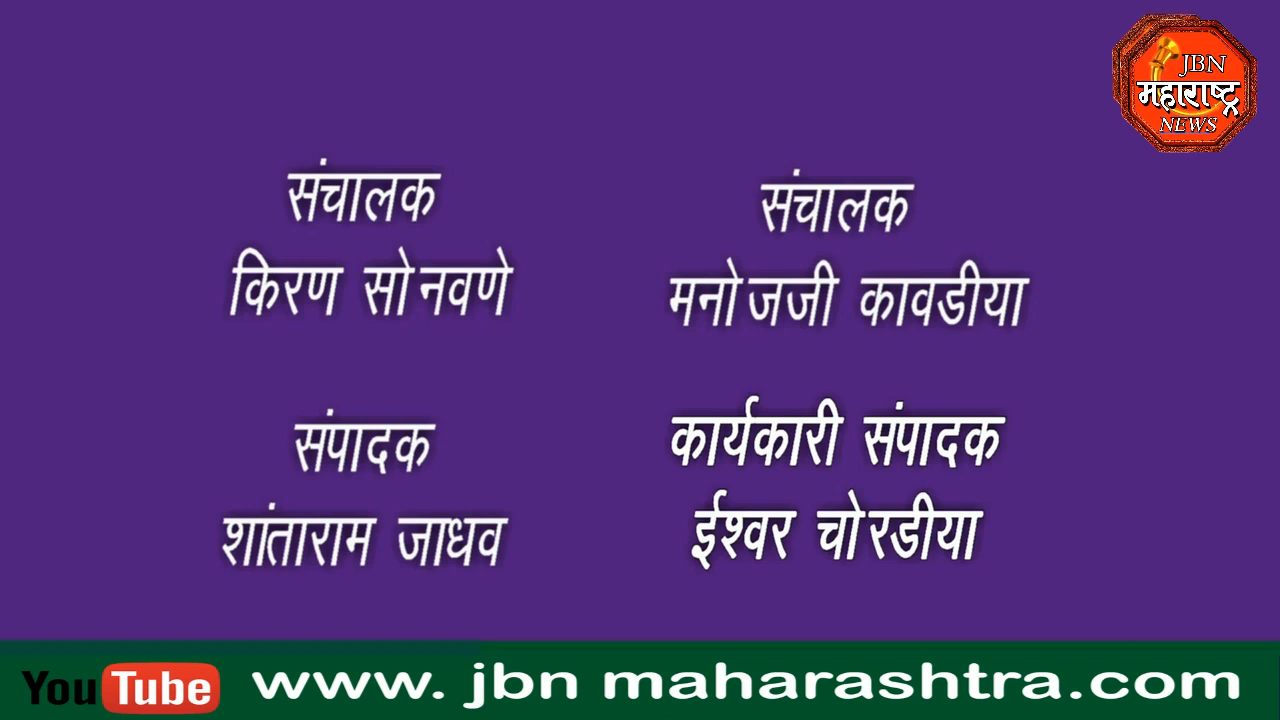 JBN
महाराष्ट्र
NEWS
संचालक
किरण सोनवणे
संचालक
मनोजजी कावडीया
संपादक
शांताराम जाधव
कार्यकारी संपादक
ईश्वर चोरडीया
YouTube www. jbn maharashtra.com